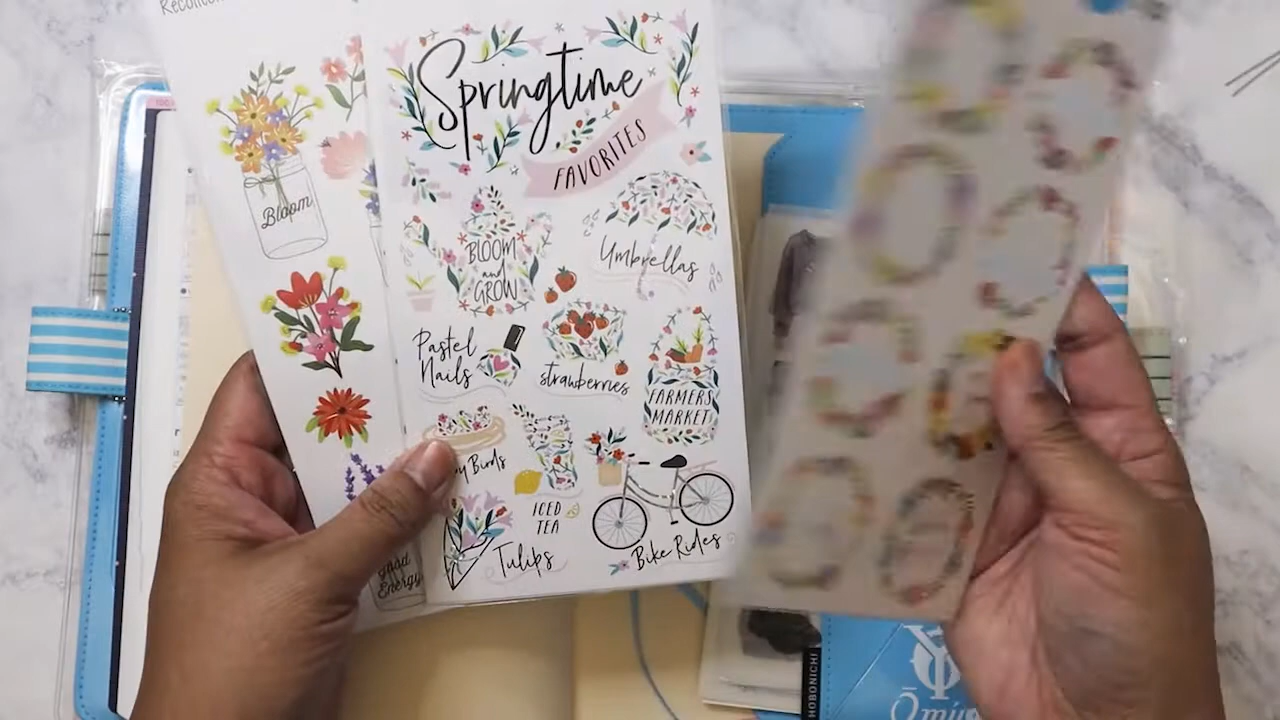 Bloom
Springtime
FAVORITES
BLOOM
and
GROW
Umbrellas
Pastel
Nails
strawberries
FARMERS
MARKET
Birds
ICED
TEA
Tulips
Bike Rides
Good
Energy
HOBONICHI